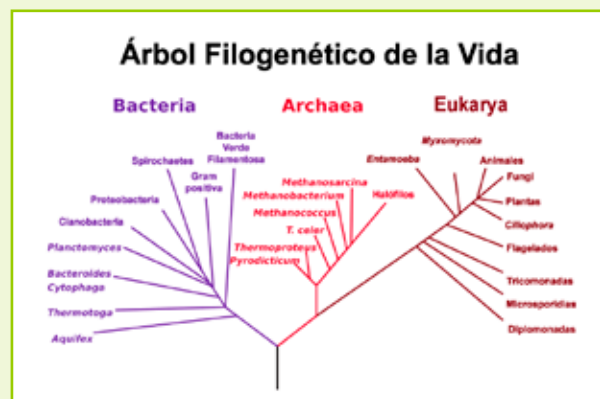 Árbol Filogenético de la Vida
Bacteria
Archaea
Eukarya
Bacteria
Verde
Filamentosa
Spirochaetes
Gram
positiva
Proteobacteria
Cianobacteria
Planctomyces
Bacteroides
Cytophaga
Thermotoga
Aquifex
Methanosarcina
Methanobacterium
Halófilos
Methanococcus
T. celer
Thermoproteus
Pyrodicticum
Myxomycota
Entamoeba
Animales
Fungi
Plantas
Ciliophora
Flagelados
Tricomonadas
Microsporidias
Diplomonadas